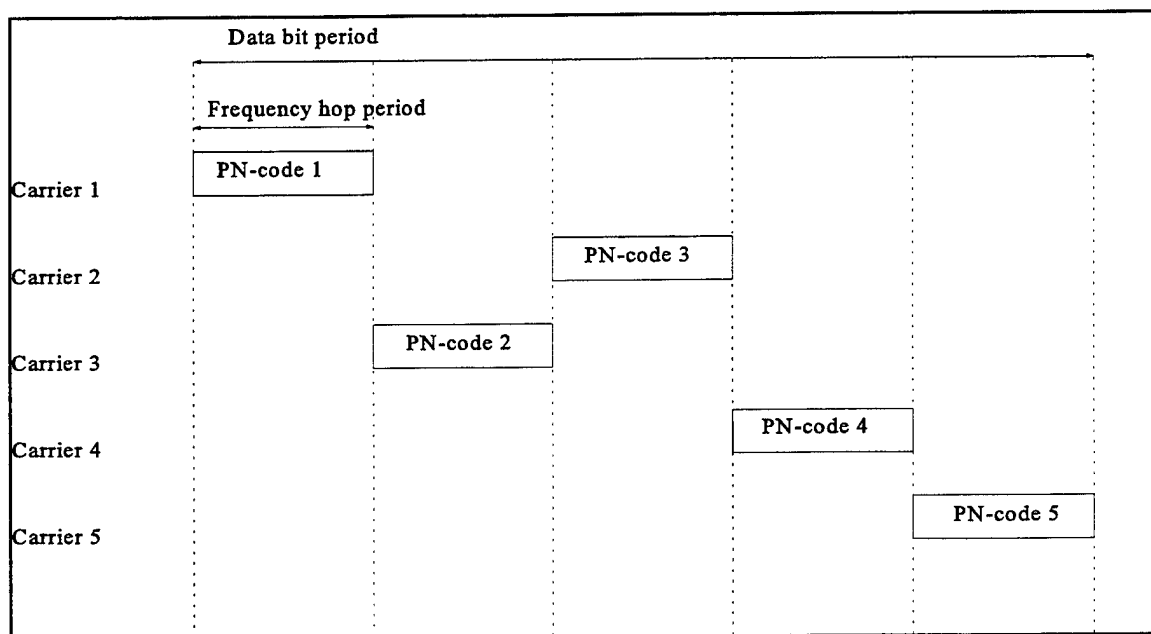 Data bit period
Frequency hop period
PN-code 1
Carrier 1
PN-code 3
Carrier 2
PN-code 2
Carrier 3
PN-code 4
Carrier 4
PN-code 5
Carrier 5